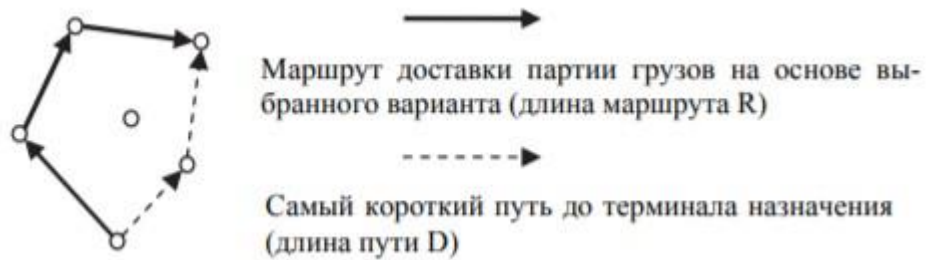 Маршрут доставки партии грузов на основе вы-
бранного варианта (длина маршрута R)
Самый короткий путь до терминала назначения
(длина пути D)